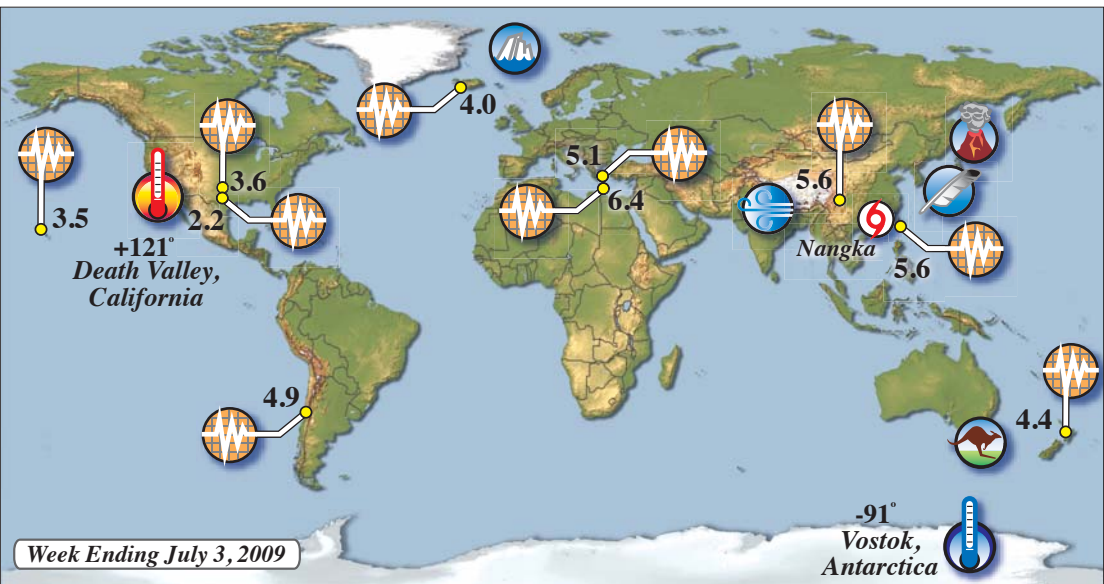 4.0
5.1
3.6
5.6
6.4
3.5
2.2
+121°
Death Valley,
California
Nangka
5.6
4.9
4.4
-91°
Vostok,
Antarctica
Week Ending July 3, 2009